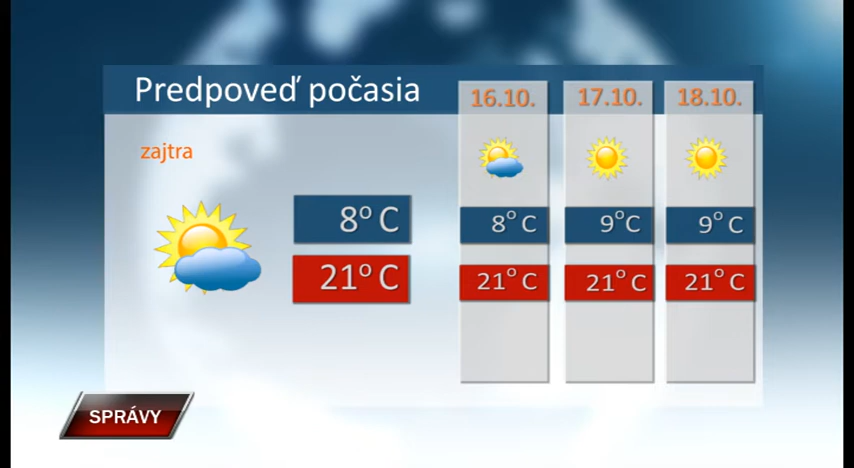 Predpoveď počasia
zajtra
8° C
21° C
16.10.
8° C
21° C
17.10.
9°C
21° C
18.10.
9° C
21° C
SPRÁVY